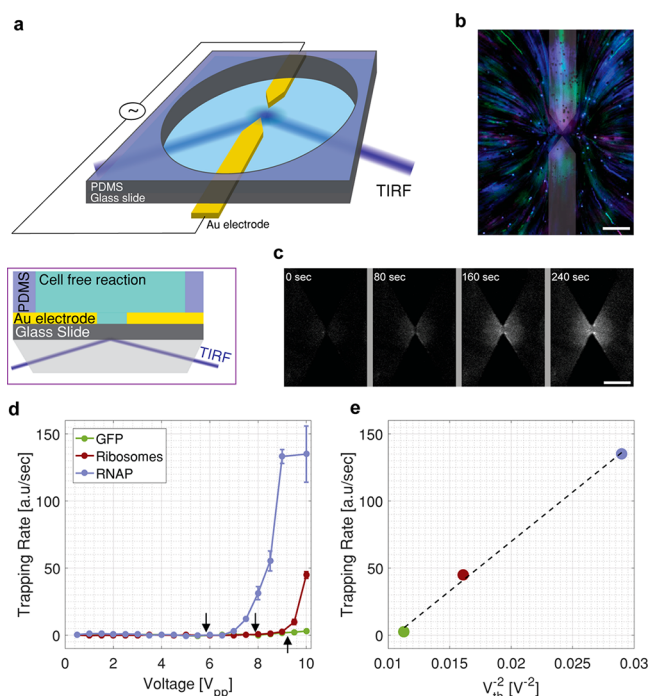 a
~
PDMS
Glass slide
Au electrode
TIRF
b
PDMS
Cell free reaction
Au electrode
Glass Slide
TIRF
c
0 sec
80 sec
160 sec
240 sec
d
150
100
50
0
Trapping Rate [a.u/sec]
GFP
Ribosomes
RNAP
0 2 4 6 8 10
Voltage [Vpp]
e
150
100
50
0
Trapping Rate [a.u/sec]
0.01 0.015 0.02 0.025 0.03
V_th^-2 [V^-2]